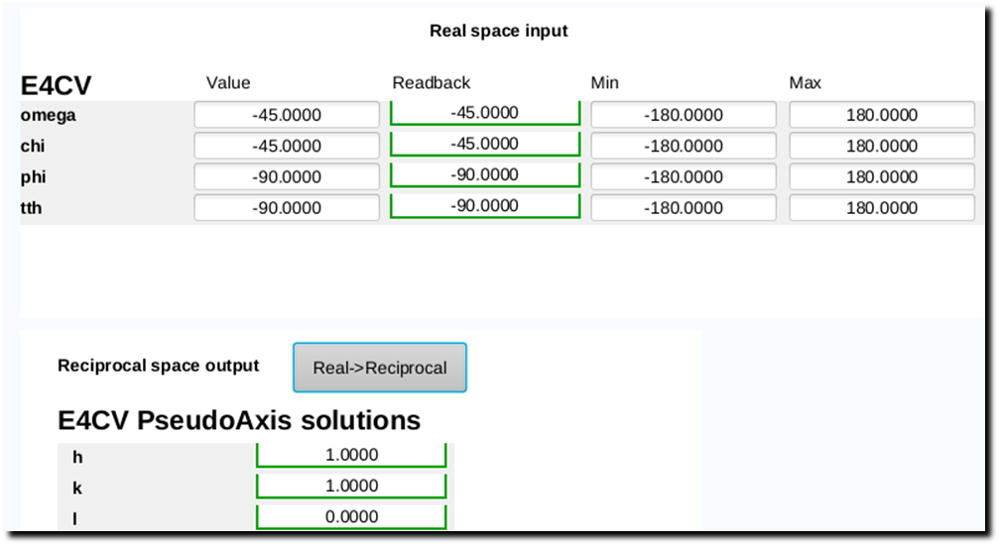 Real space input
E4CV Value Readback Min Max
omega -45.0000 -45.0000 -180.0000 180.0000
chi -45.0000 -45.0000 -180.0000 180.0000
phi -90.0000 -90.0000 -180.0000 180.0000
tth -90.0000 -90.0000 -180.0000 180.0000
Reciprocal space output Real->Reciprocal
E4CV PseudoAxis solutions
h 1.0000
k 1.0000
l 0.0000